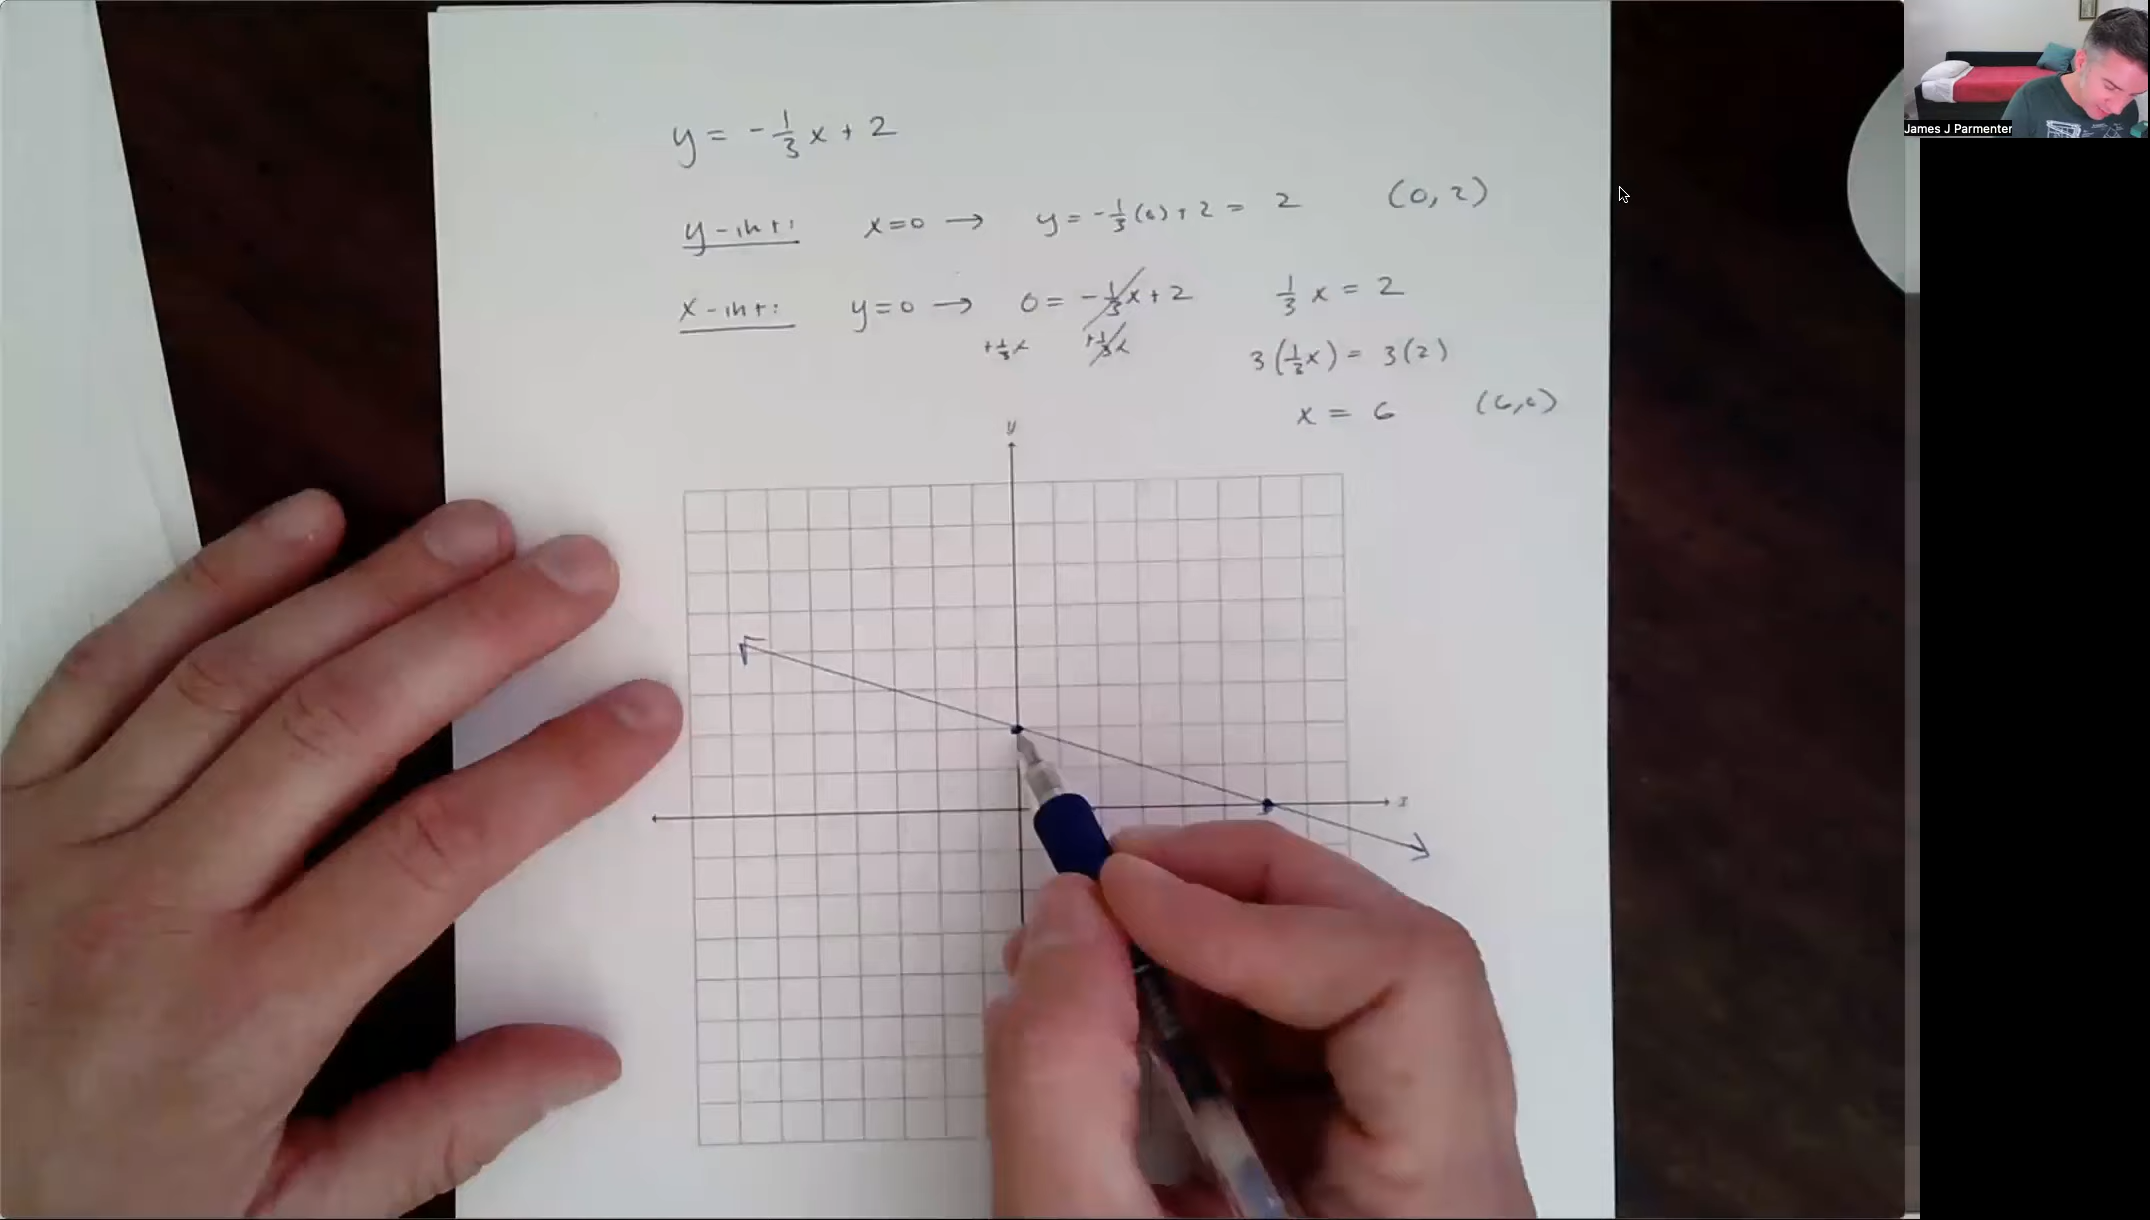 y = -1/3 x + 2
y-int: x=0 → y = -1/3(0)+2 = 2 (0,2)
x-int: y=0 → 0 = -1/3x+2 1/3 x = 2
+1/3x +1/3x 3(1/3x) = 3(2)
x = 6 (6,0)
y
x
James J Parmenter